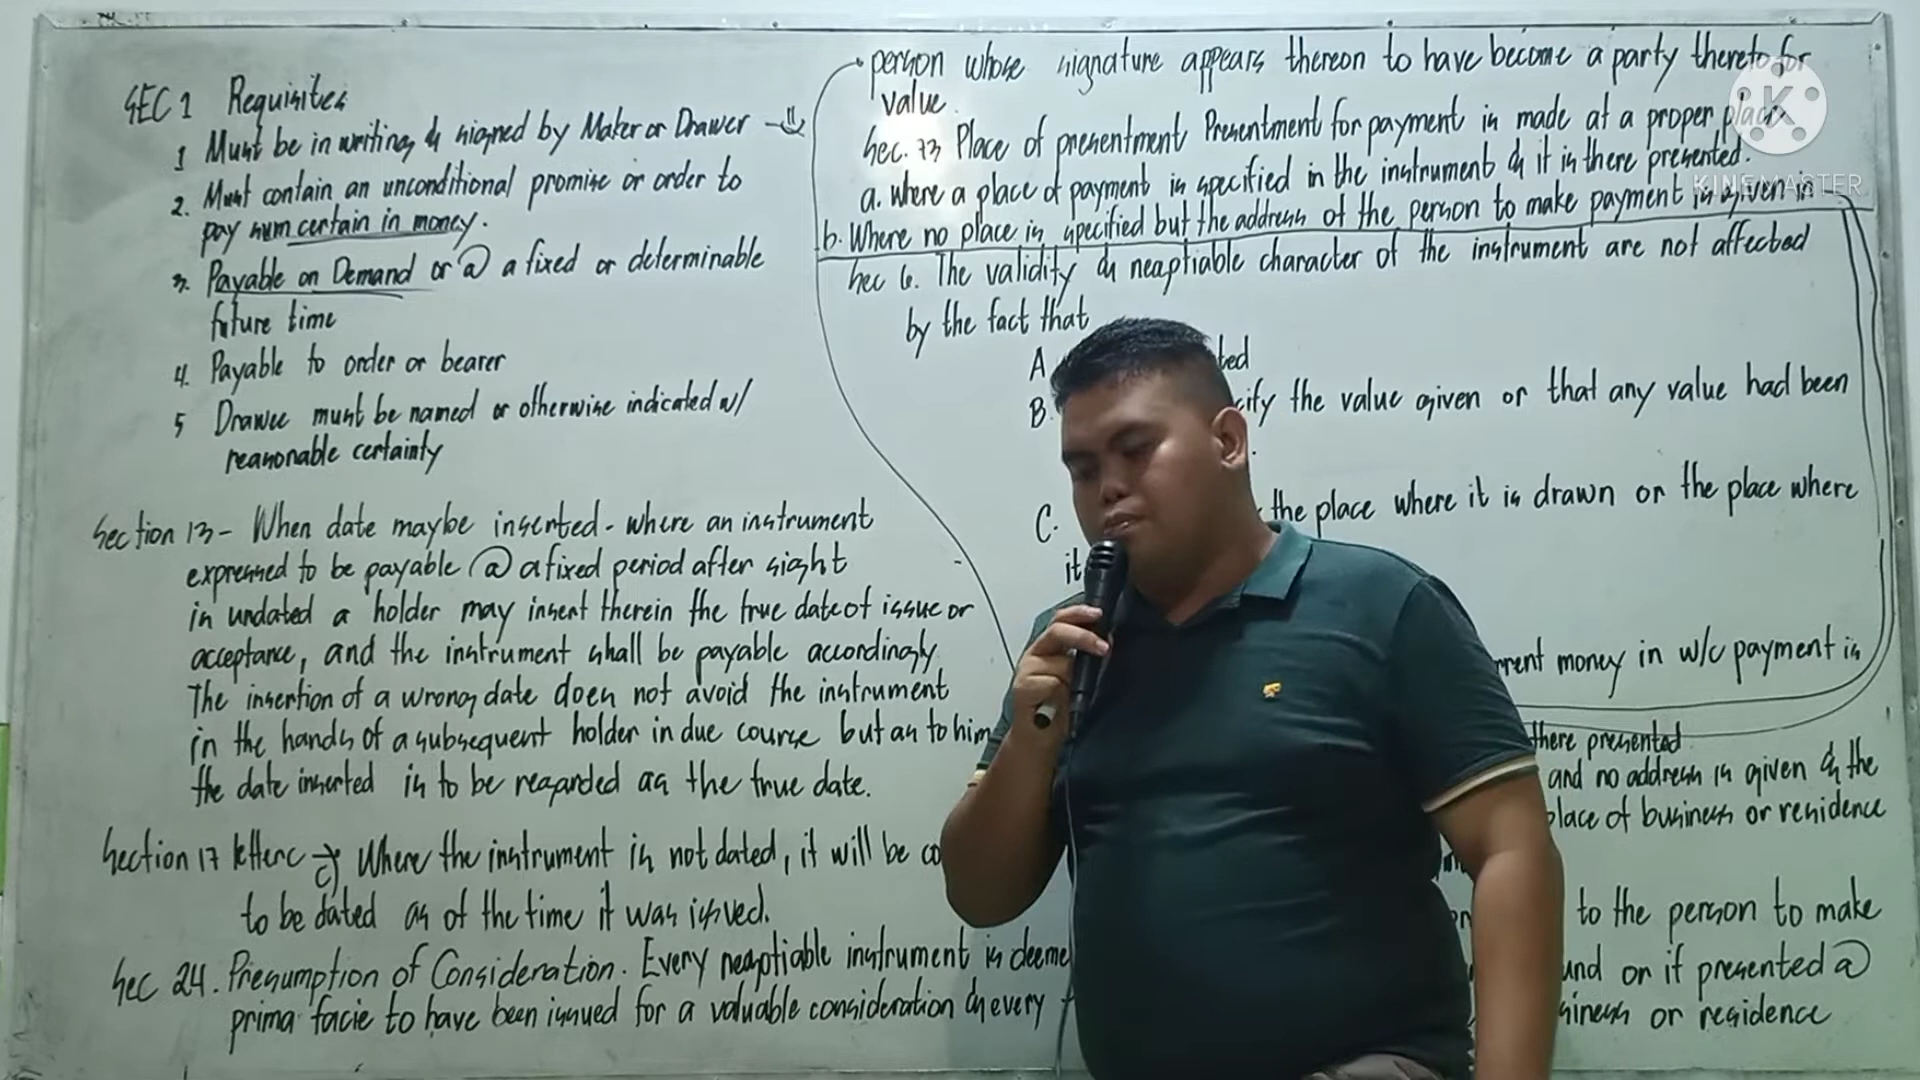 SEC 1 Requisites
1 Must be in writing & signed by Maker or Drawer
2. Must contain an unconditional promise or order to
pay sum certain in money.
3. Payable on Demand or @ a fixed or determinable
future time
4. Payable to order or bearer
5 Drawee must be named or otherwise indicated w/
reasonable certainty
Section 13- When date maybe inserted - where an instrument
expressed to be payable @ a fixed period after sight
is undated a holder may insert therein the true date of issue or
acceptance, and the instrument shall be payable accordingly
The insertion of a wrong date does not avoid the instrument
in the hands of a subsequent holder in due course but as to him
the date inserted is to be regarded as the true date.
Section 17 letter c → c) Where the instrument is not dated, it will be co
to be dated as of the time it was issued.
Sec 24. Presumption of Consideration. Every negotiable instrument is deeme
prima facie to have been issued for a valuable consideration & every
person whose signature appears thereon to have become a party thereto for
value.
Sec. 73 Place of presentment Presentment for payment is made at a proper place
a. where a place of payment is specified in the instrument & it is there presented.
b. Where no place is specified but the address of the person to make payment is given in
Sec 6. The validity & negotiable character of the instrument are not affected
by the fact that
A ted
B. cify the value given or that any value had been
C. the place where it is drawn or the place where
it
rrent money in w/c payment is
there presented
and no address is given & the
place of business or residence
to the person to make
und or if presented @
siness or residence
K
KINEMASTER